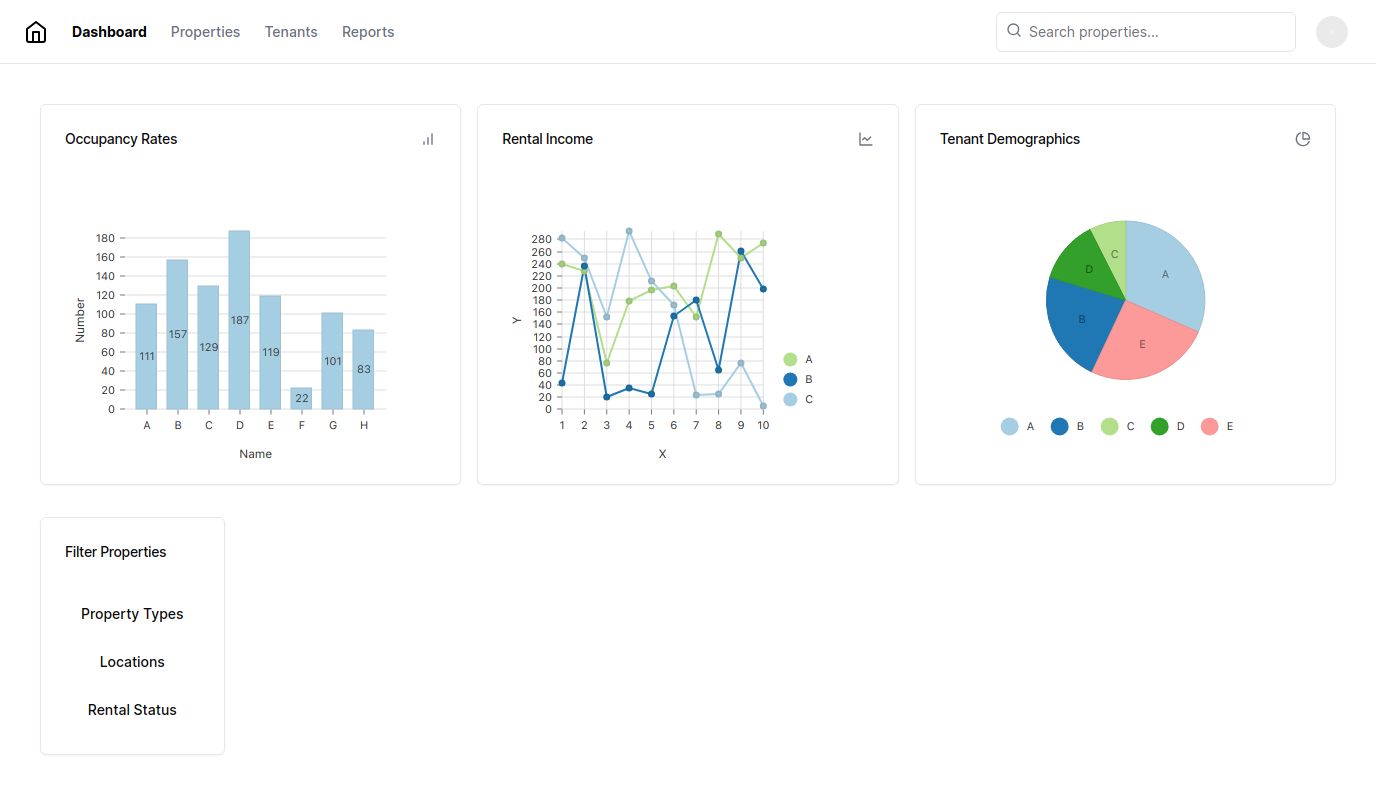 Dashboard Properties Tenants Reports Search properties...
Occupancy Rates
180
160
140
120
100
80
60
40
20
0
Number
111 157 129 187 119 22 101 83
A B C D E F G H
Name
Rental Income
280
260
240
220
200
180
160
140
120
100
80
60
40
20
0
Y
1 2 3 4 5 6 7 8 9 10
X
A
B
C
Tenant Demographics
C
A
D
B
E
A B C D E
Filter Properties
Property Types
Locations
Rental Status